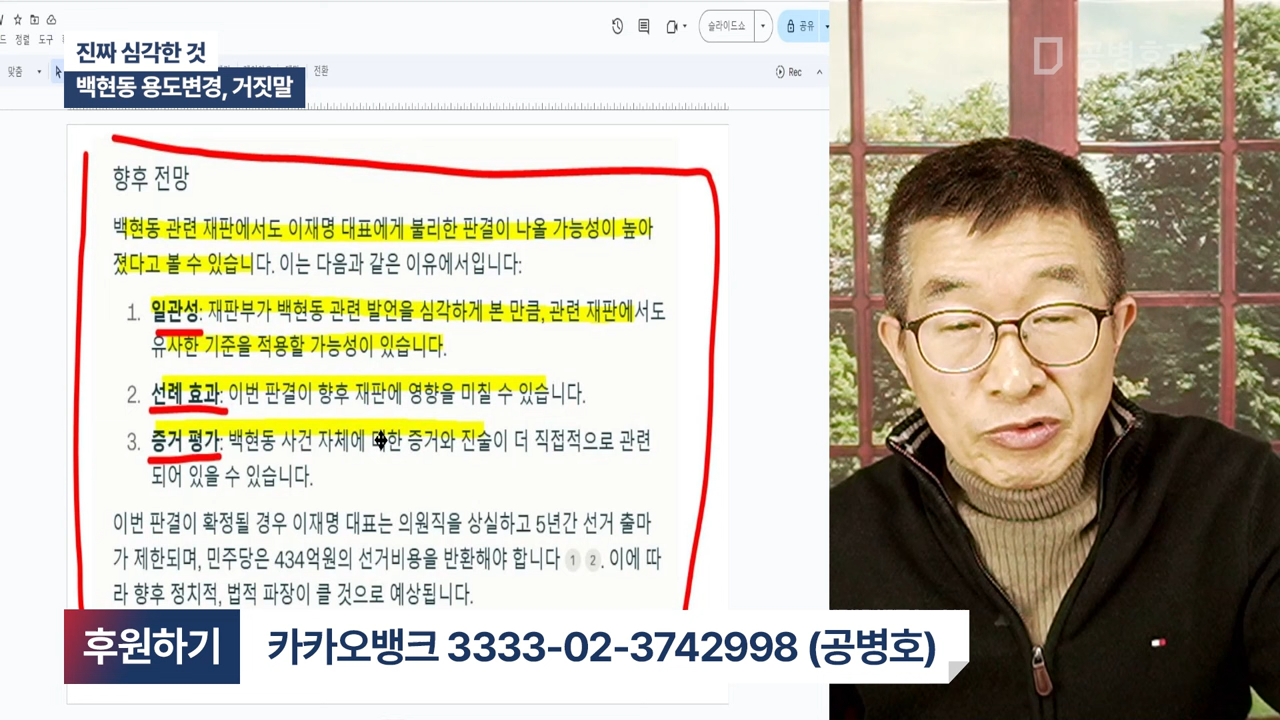 정렬 도구
슬라이드쇼
공유
진짜 심각한 것
백현동 용도변경, 거짓말
맞춤
전환
Rec
공병호
향후 전망
백현동 관련 재판에서도 이재명 대표에게 불리한 판결이 나올 가능성이 높아
졌다고 볼 수 있습니다. 이는 다음과 같은 이유에서입니다:
1. 일관성: 재판부가 백현동 관련 발언을 심각하게 본 만큼, 관련 재판에서도
유사한 기준을 적용할 가능성이 있습니다.
2. 선례 효과: 이번 판결이 향후 재판에 영향을 미칠 수 있습니다.
3. 증거 평가: 백현동 사건 자체에 대한 증거와 진술이 더 직접적으로 관련
되어 있을 수 있습니다.
이번 판결이 확정될 경우 이재명 대표는 의원직을 상실하고 5년간 선거 출마
가 제한되며, 민주당은 434억원의 선거비용을 반환해야 합니다 1 2. 이에 따
라 향후 정치적, 법적 파장이 클 것으로 예상됩니다.
후원하기
카카오뱅크 3333-02-3742998 (공병호)